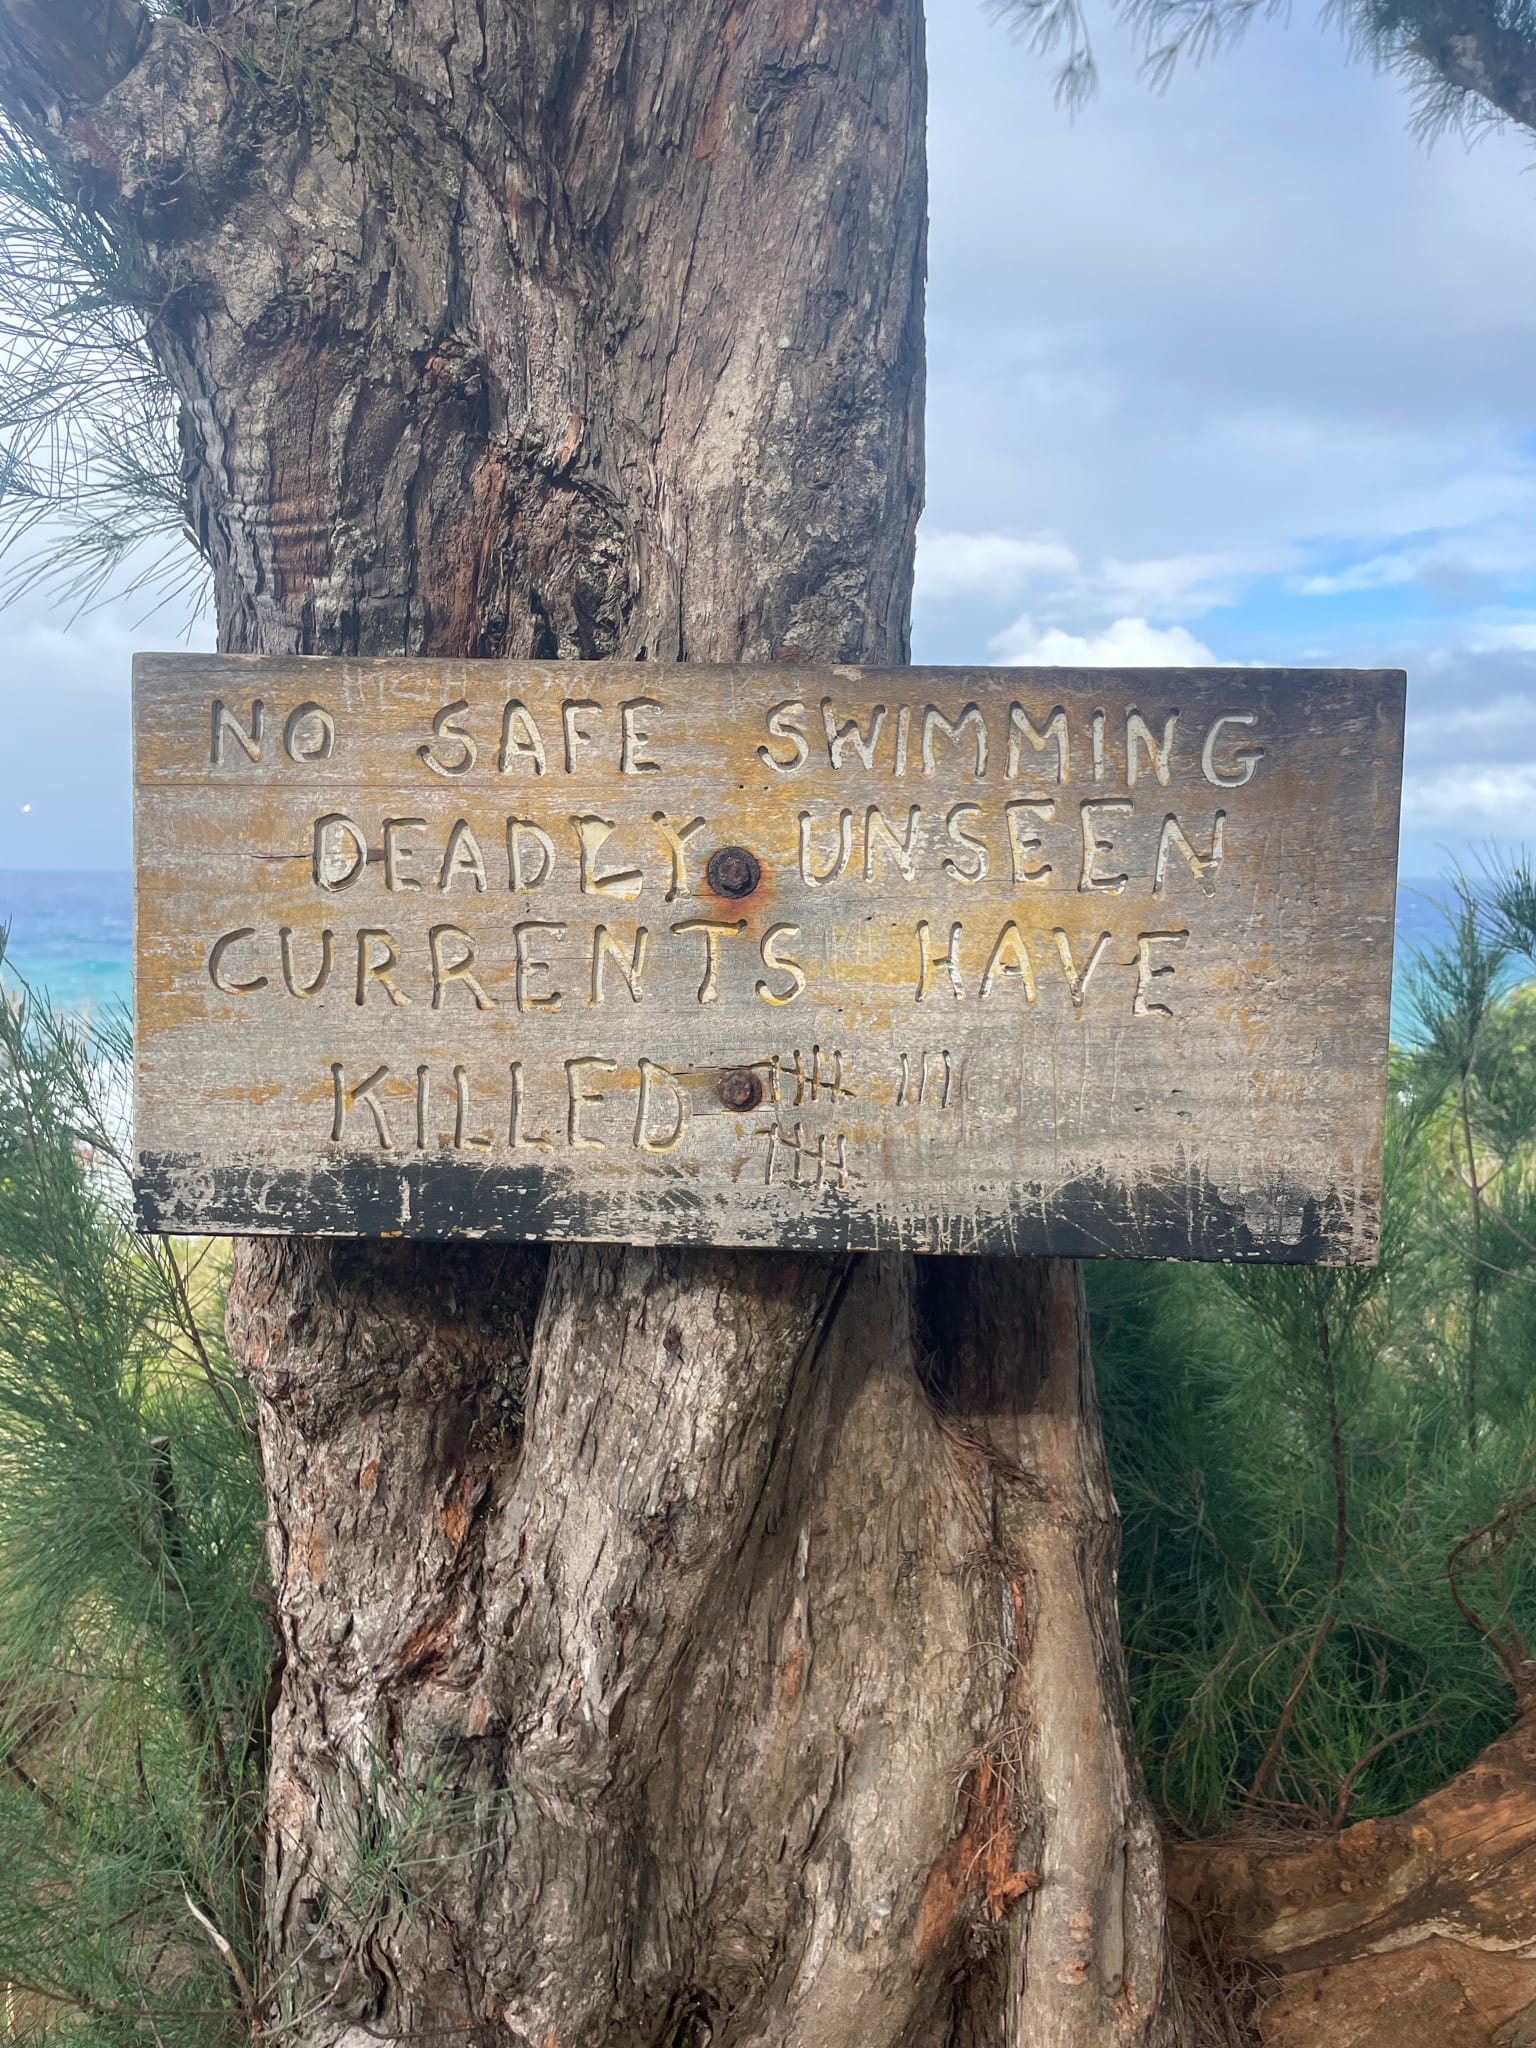 NO SAFE SWIMMING
DEADLY UNSEEN
CURRENTS HAVE
KILLED